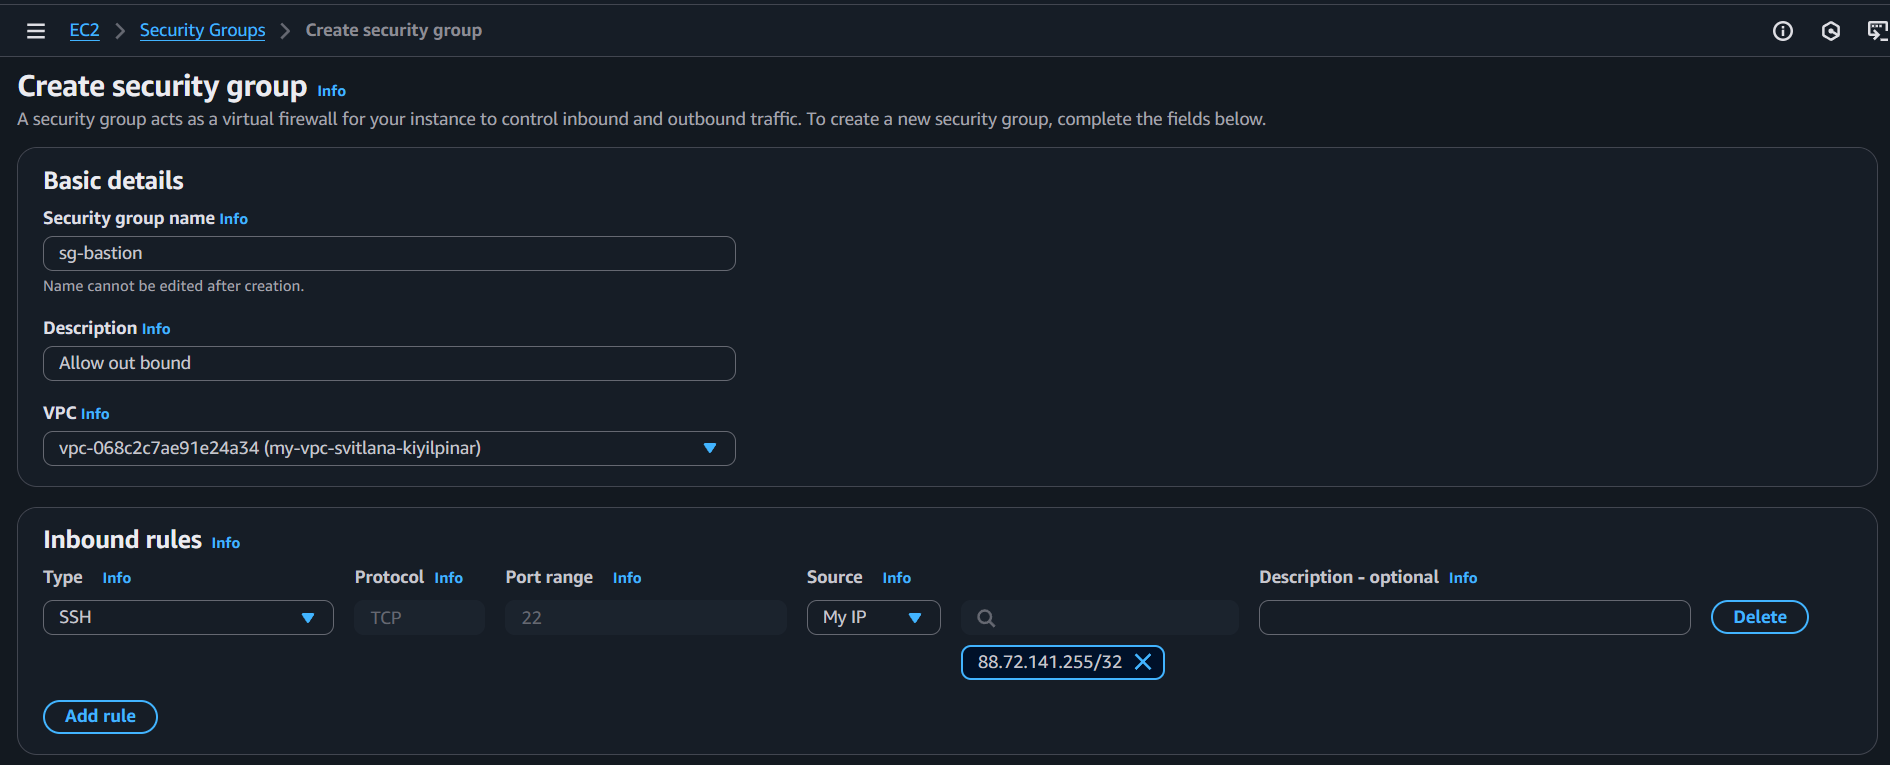 EC2 > Security Groups > Create security group
Create security group Info
A security group acts as a virtual firewall for your instance to control inbound and outbound traffic. To create a new security group, complete the fields below.
Basic details
Security group name Info
sg-bastion
Name cannot be edited after creation.
Description Info
Allow out bound
VPC Info
vpc-068c2c7ae91e24a34 (my-vpc-svitlana-kiyilpinar)
Inbound rules Info
Type Info Protocol Info Port range Info Source Info Description - optional Info
SSH TCP 22 My IP Delete
88.72.141.255/32
Add rule